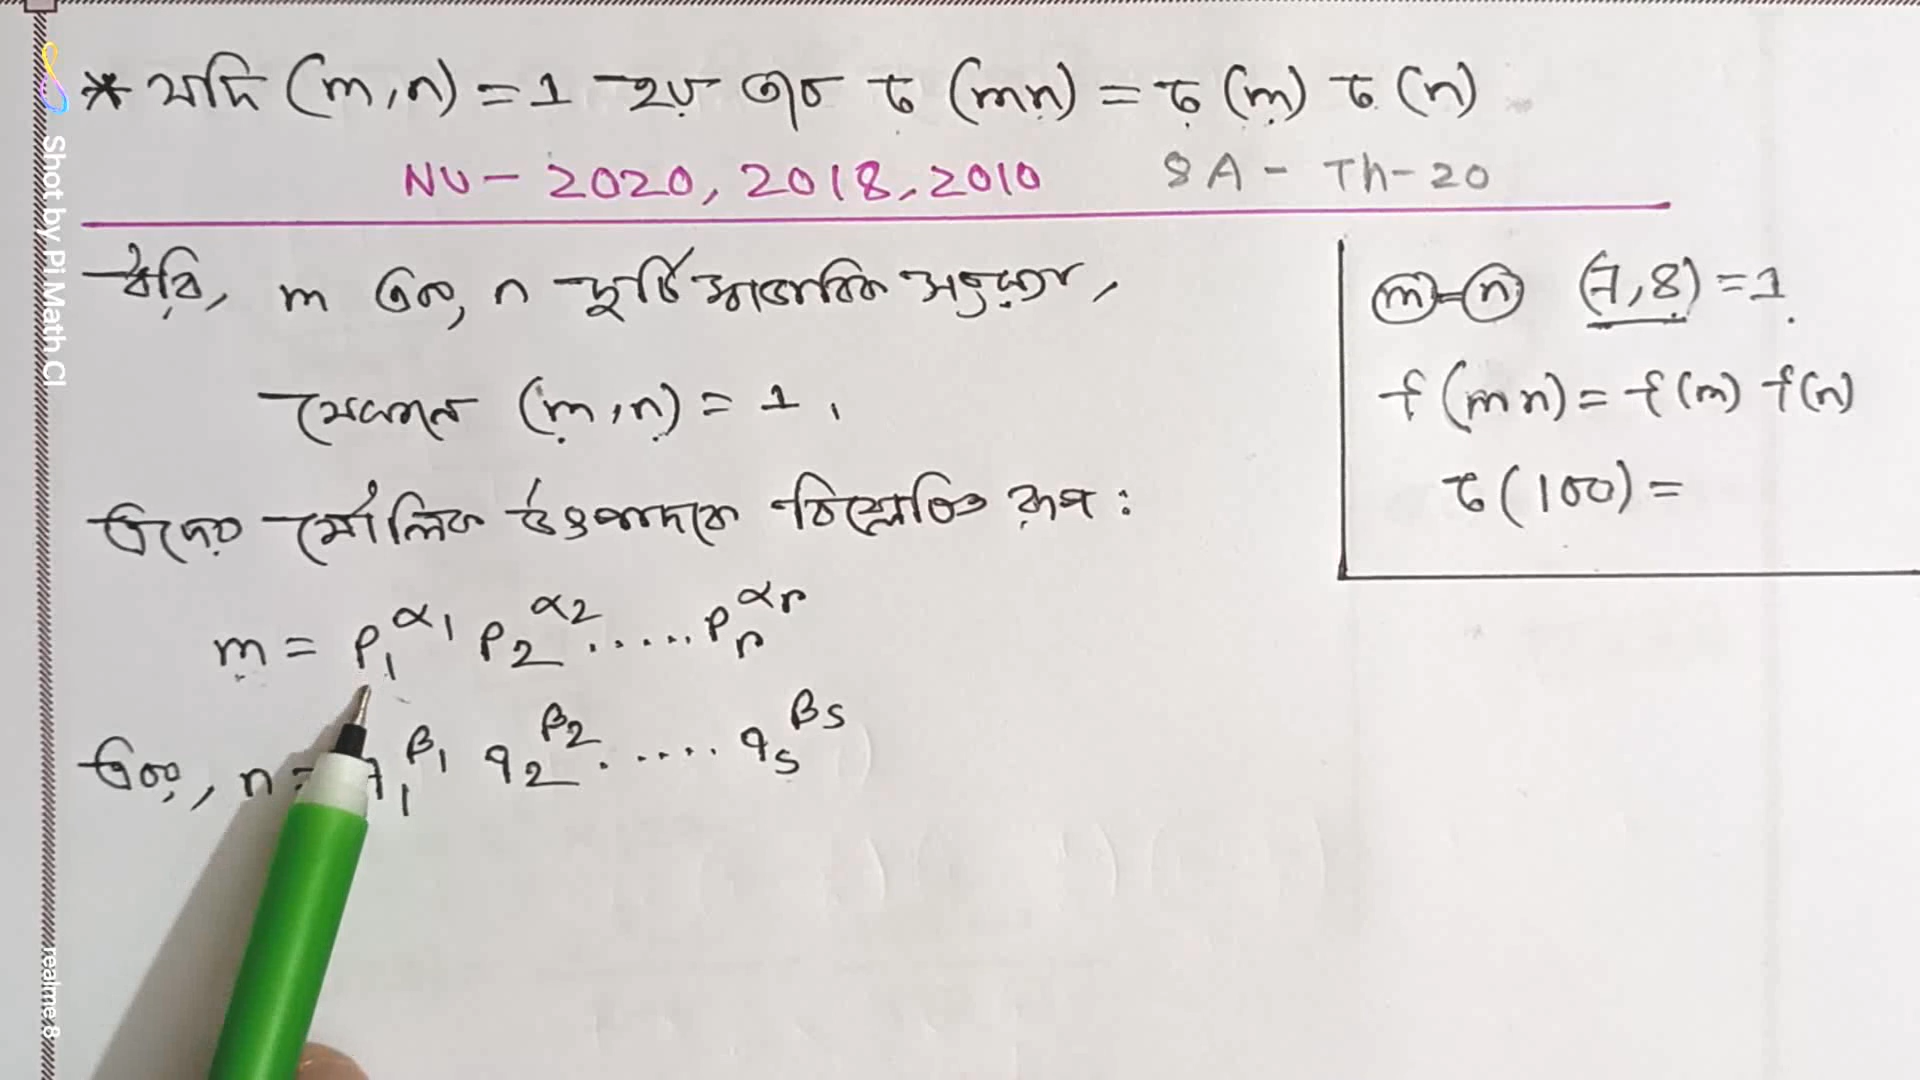 * যদি (m,n) = 1 হয় তবে τ (mn) = τ (m) τ (n)
NU - 2020, 2018, 2010 SA - Th-20
ধরি, m এবং, n দুটি স্বাভাবিক সংখ্যা,
যেখানে (m,n) = 1,
এদের মৌলিক উৎপাদকে বিশ্লেষিত রূপ :
m = p₁^α₁ p₂^α₂ ..... pᵣ^αᵣ
এবং, n = q₁^β₁ q₂^β₂ ..... qₛ^βₛ
m = n (7,8) = 1
f (mn) = f(m) f(n)
τ (100) =
Shot by Pi Math Cl
realme 8